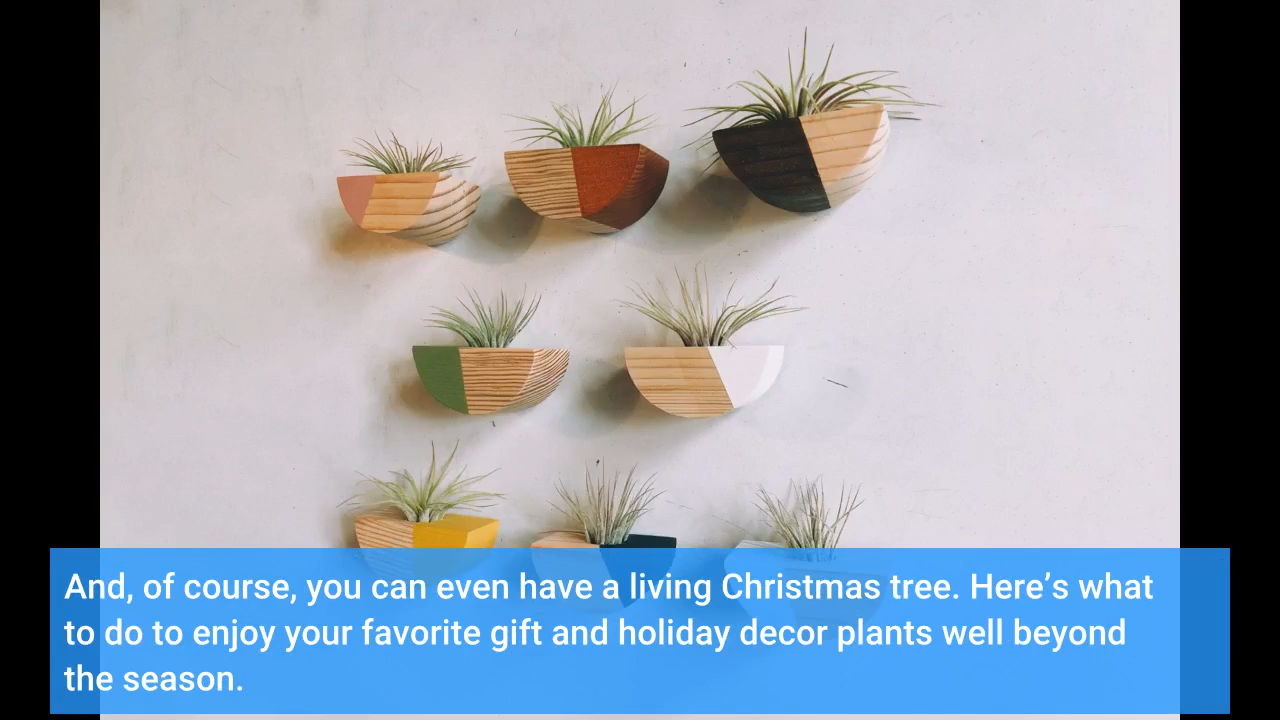 And, of course, you can even have a living Christmas tree. Here’s what
to do to enjoy your favorite gift and holiday decor plants well beyond
the season.